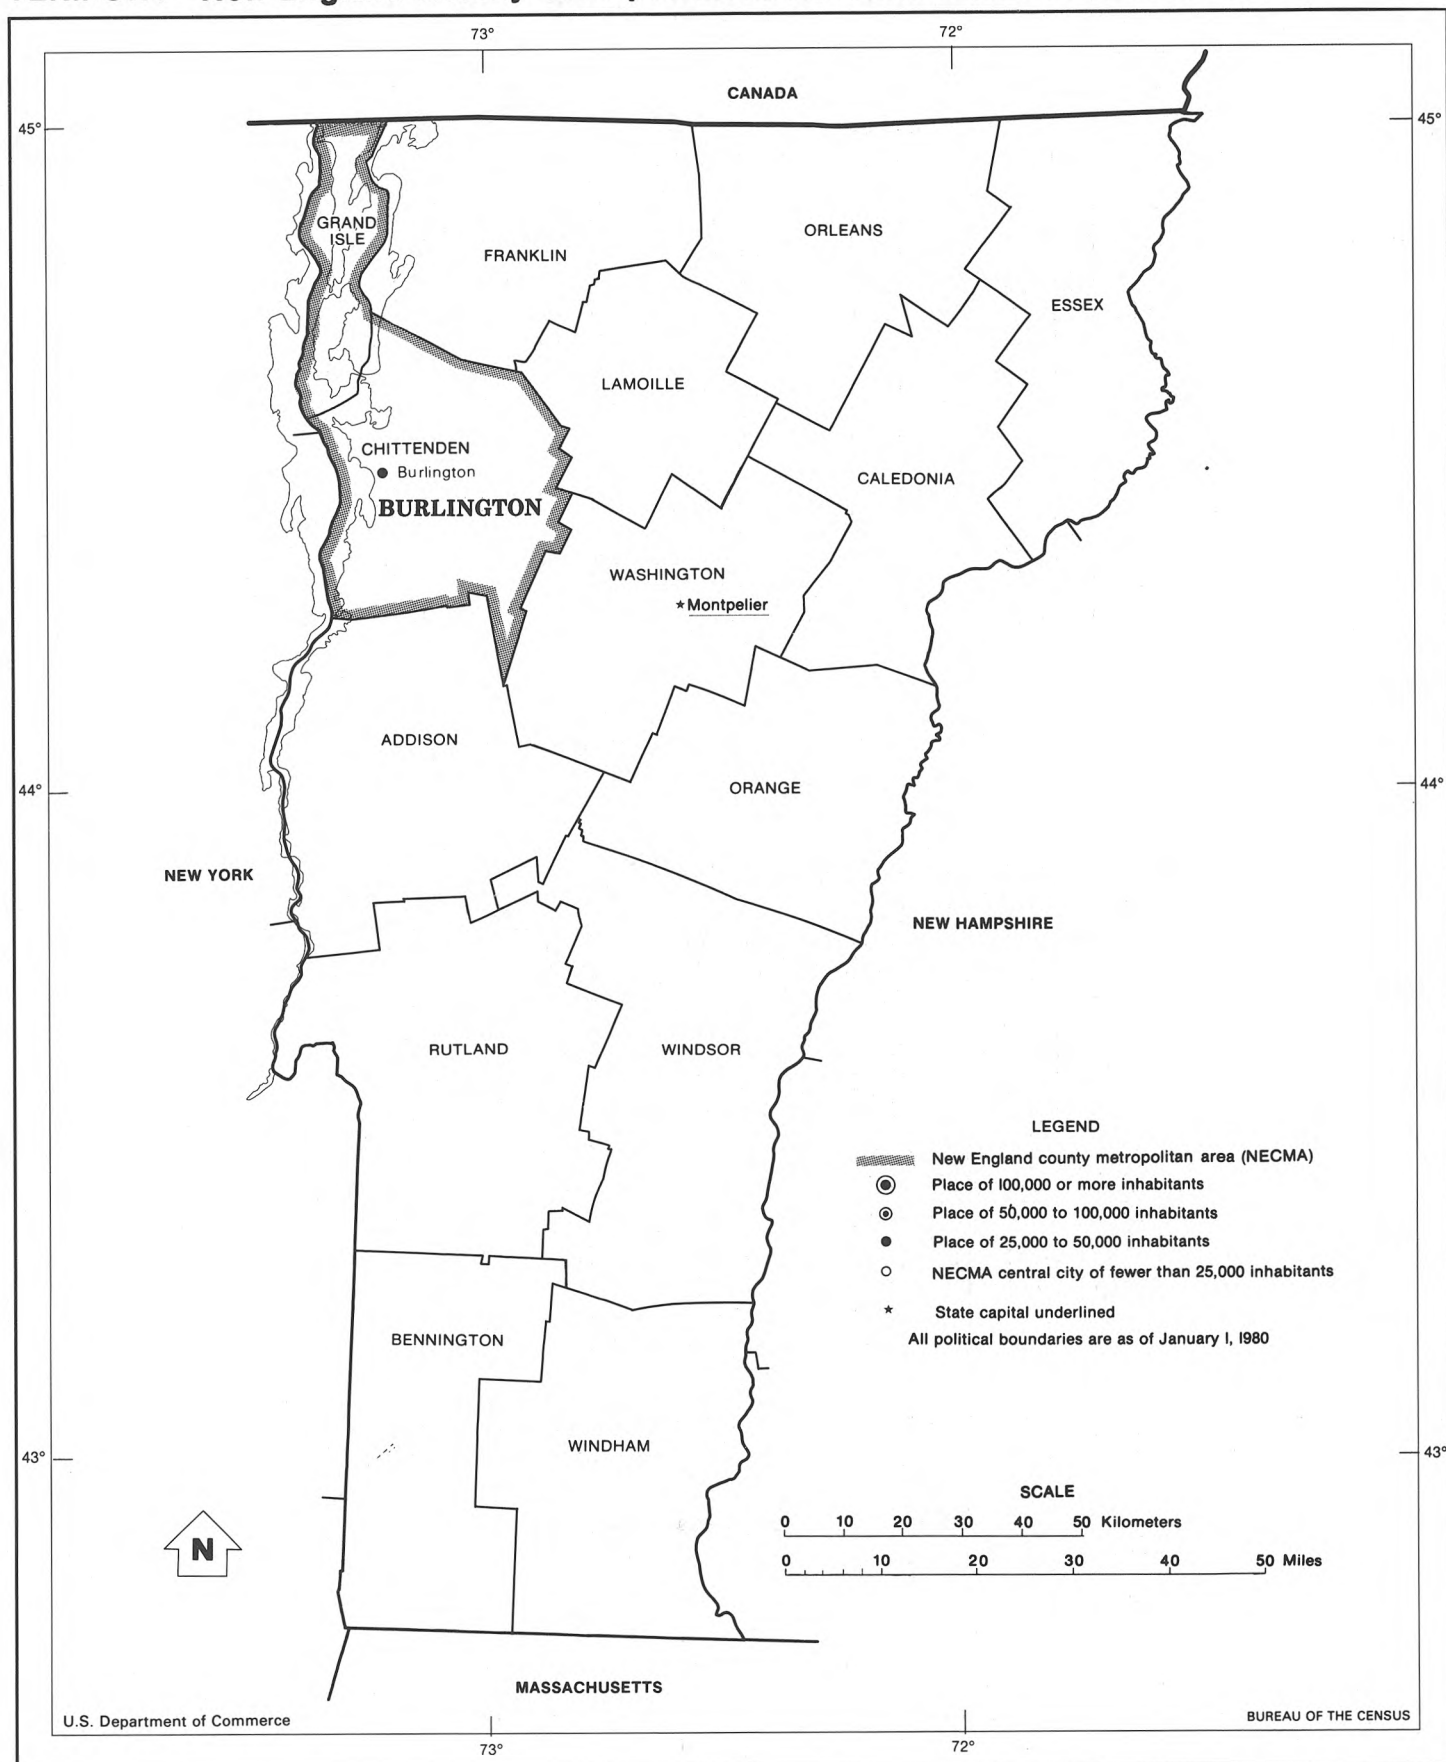 73°
72°
CANADA
45°
45°
GRAND
ISLE
ORLEANS
FRANKLIN
ESSEX
LAMOILLE
CHITTENDEN
Burlington
CALEDONIA
BURLINGTON
WASHINGTON
★ Montpelier
ADDISON
ORANGE
44°
44°
NEW YORK
NEW HAMPSHIRE
RUTLAND
WINDSOR
LEGEND
New England county metropolitan area (NECMA)
Place of 100,000 or more inhabitants
Place of 50,000 to 100,000 inhabitants
Place of 25,000 to 50,000 inhabitants
NECMA central city of fewer than 25,000 inhabitants
★ State capital underlined
All political boundaries are as of January 1, 1980
BENNINGTON
WINDHAM
43°
43°
SCALE
0 10 20 30 40 50 Kilometers
0 10 20 30 40 50 Miles
N
MASSACHUSETTS
U.S. Department of Commerce
BUREAU OF THE CENSUS
73°
72°